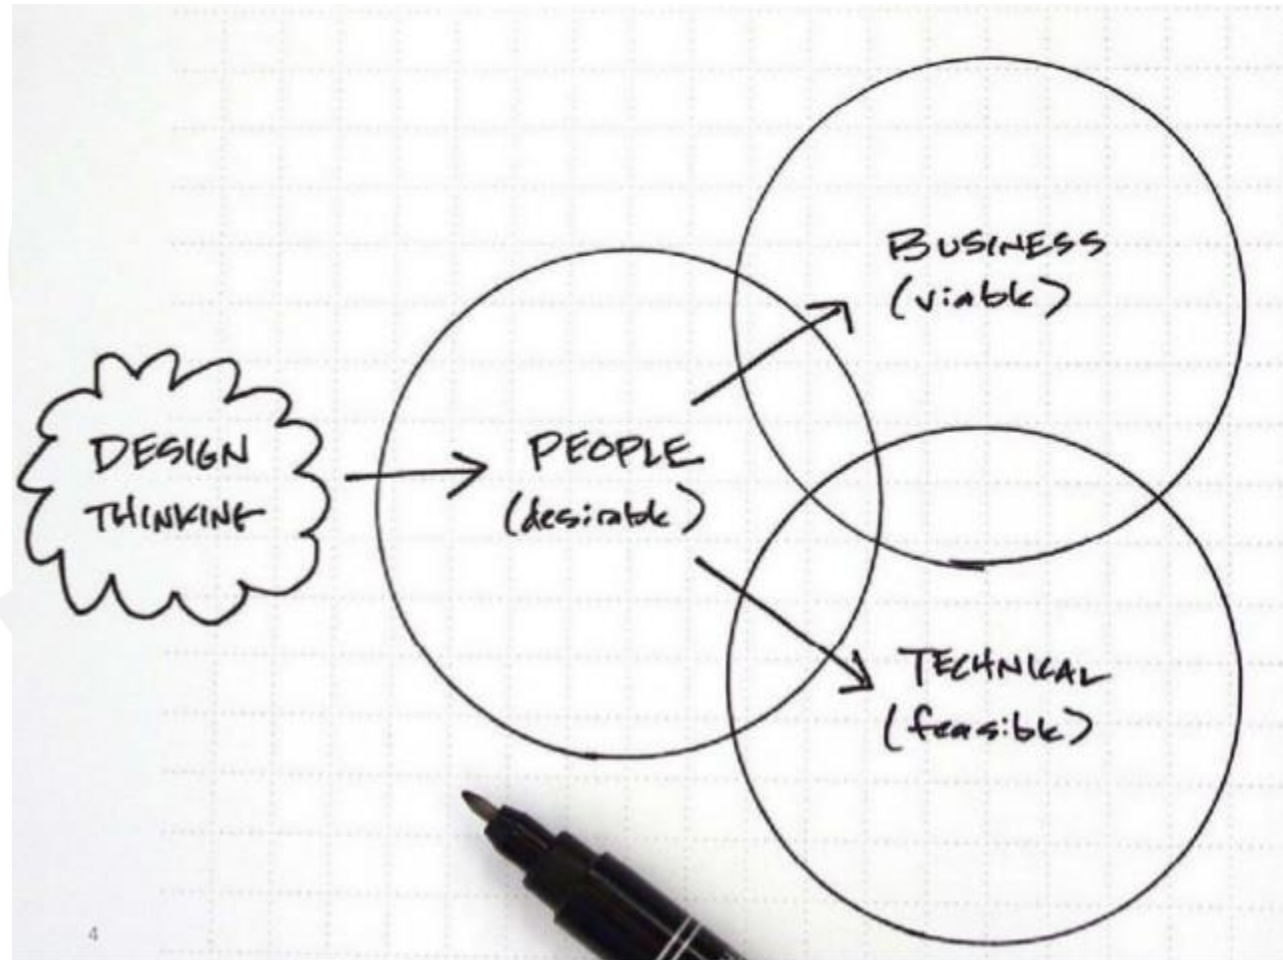 DESIGN
THINKING
PEOPLE
(desirable)
BUSINESS
(viable)
TECHNICAL
(feasible)
4